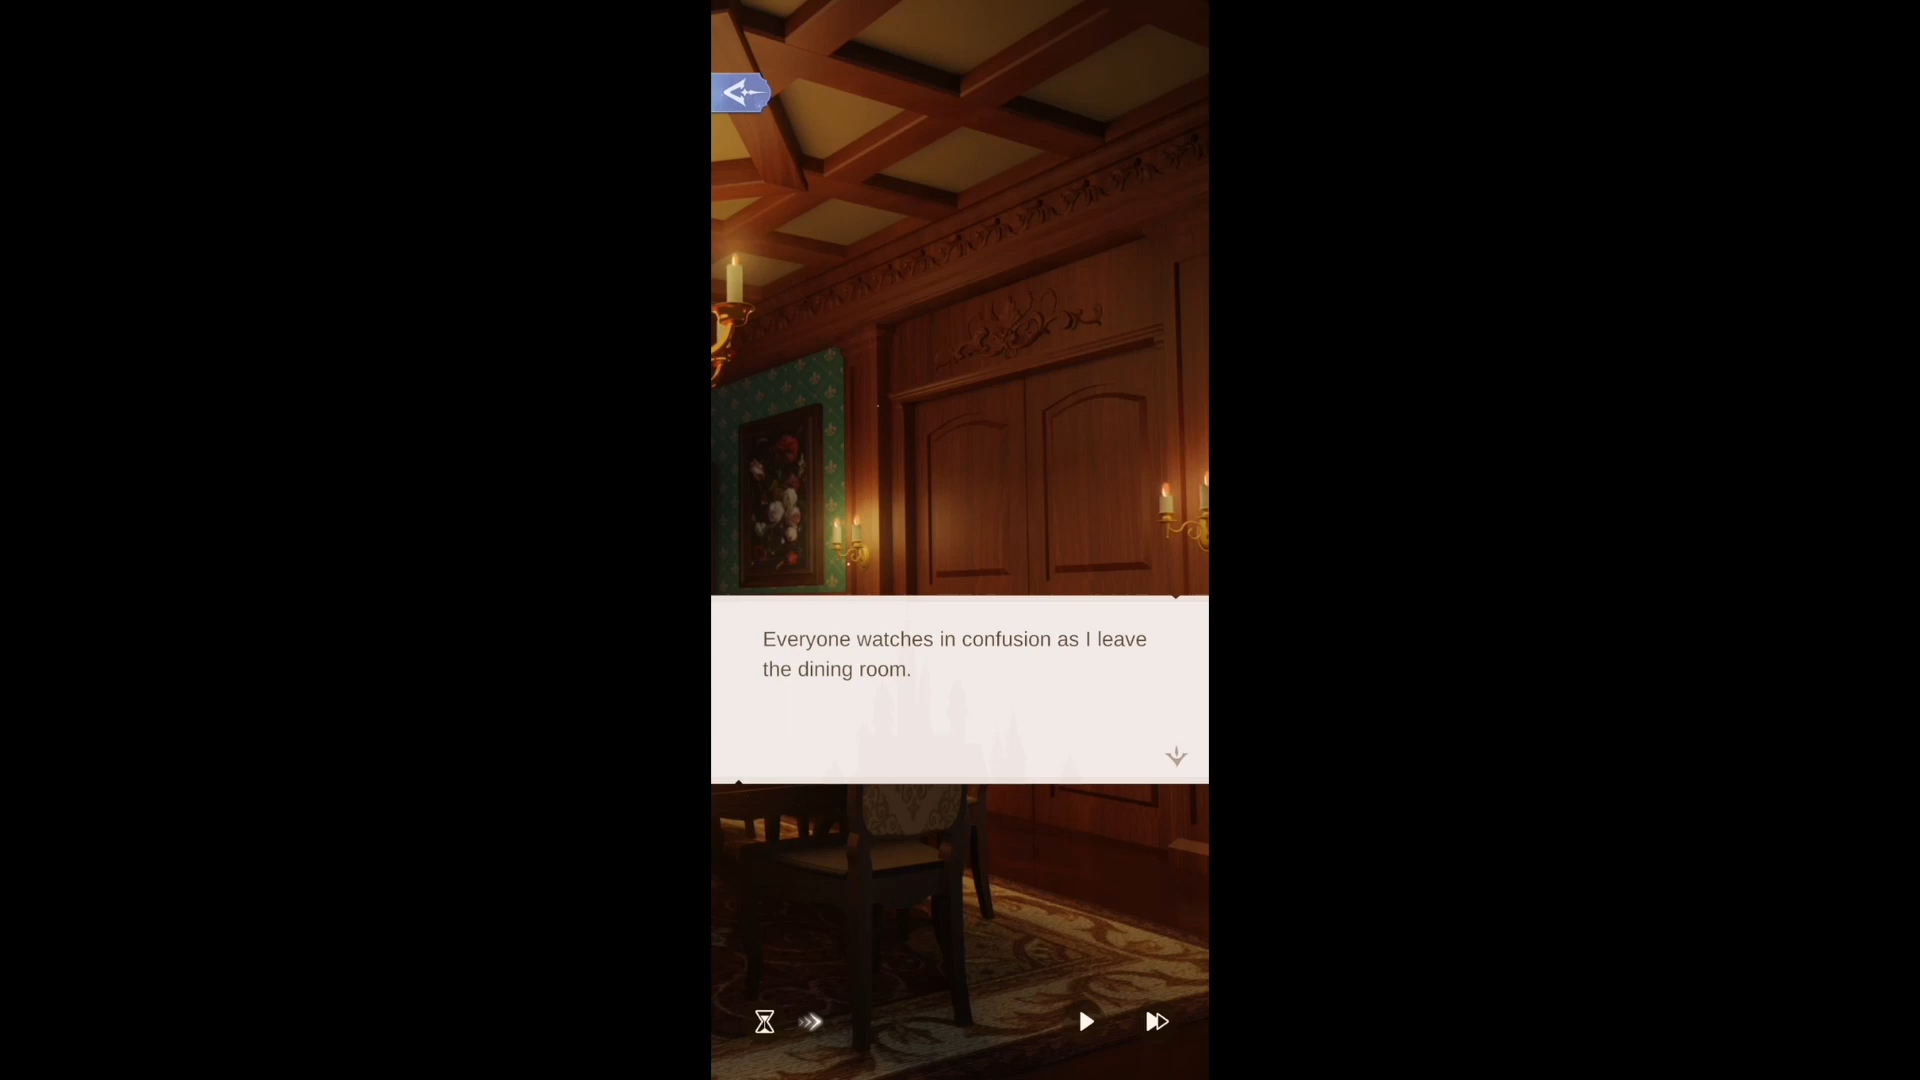 Everyone watches in confusion as I leave
the dining room.